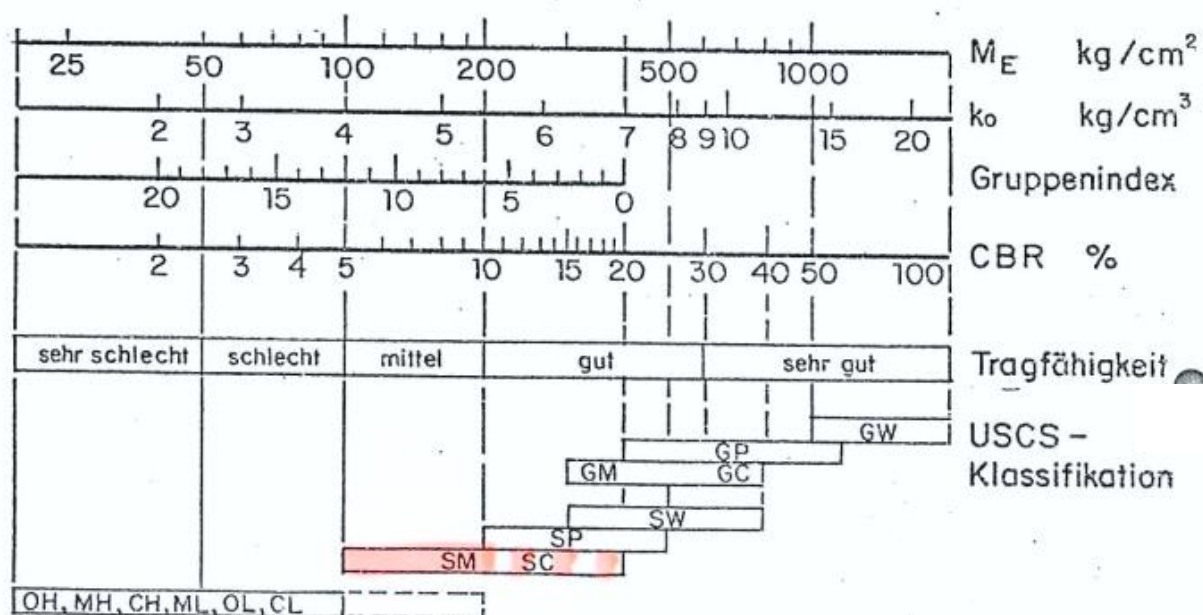 25 50 100 200 500 1000 M_E kg/cm²
2 3 4 5 6 7 8 9 10 15 20 k₀ kg/cm³
20 15 10 5 0 Gruppenindex
2 3 4 5 10 15 20 30 40 50 100 CBR %
sehr schlecht schlecht mittel gut sehr gut Tragfähigkeit
GW USCS -
GP
GM GC Klassifikation
SW
SP
SM SC
OH, MH, CH, ML, OL, CL